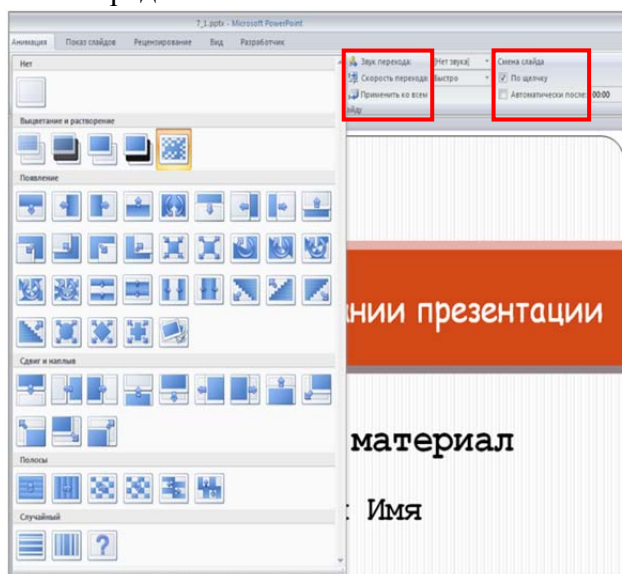 7_1.pptx - Microsoft PowerPoint
Анимация Показ слайдов Рецензирование Вид Разработчик
Нет
Выцветание и растворение
Появление
Сдвиг и наплыв
Полосы
Случайный
?
Звук перехода: [Нет звука]
Скорость перехода: Быстро
Применить ко всем
Смена слайда
По щелчку
Автоматически после: 00:00
нии презентации
материал
Имя